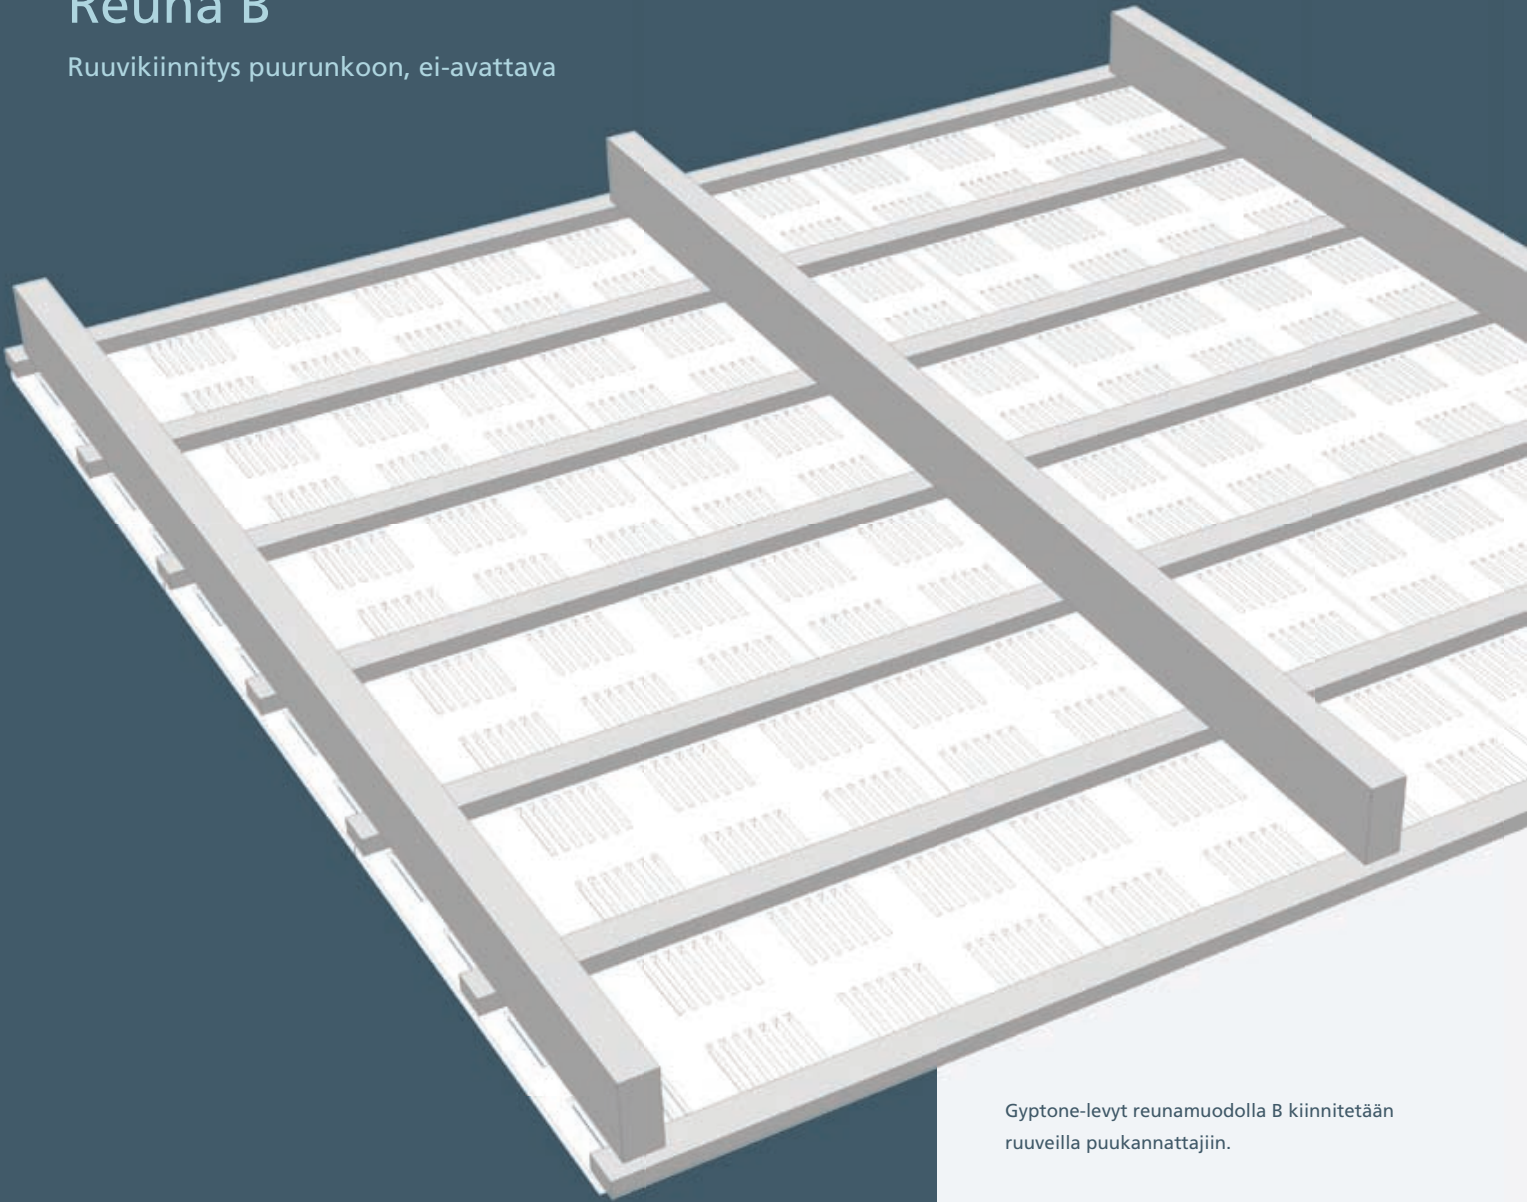 Reuna B
Ruuvikiinnitys puurunkoon, ei-avattava
Gyptone-levyt reunamuodolla B kiinnitetään
ruuveilla puukannattajiin.